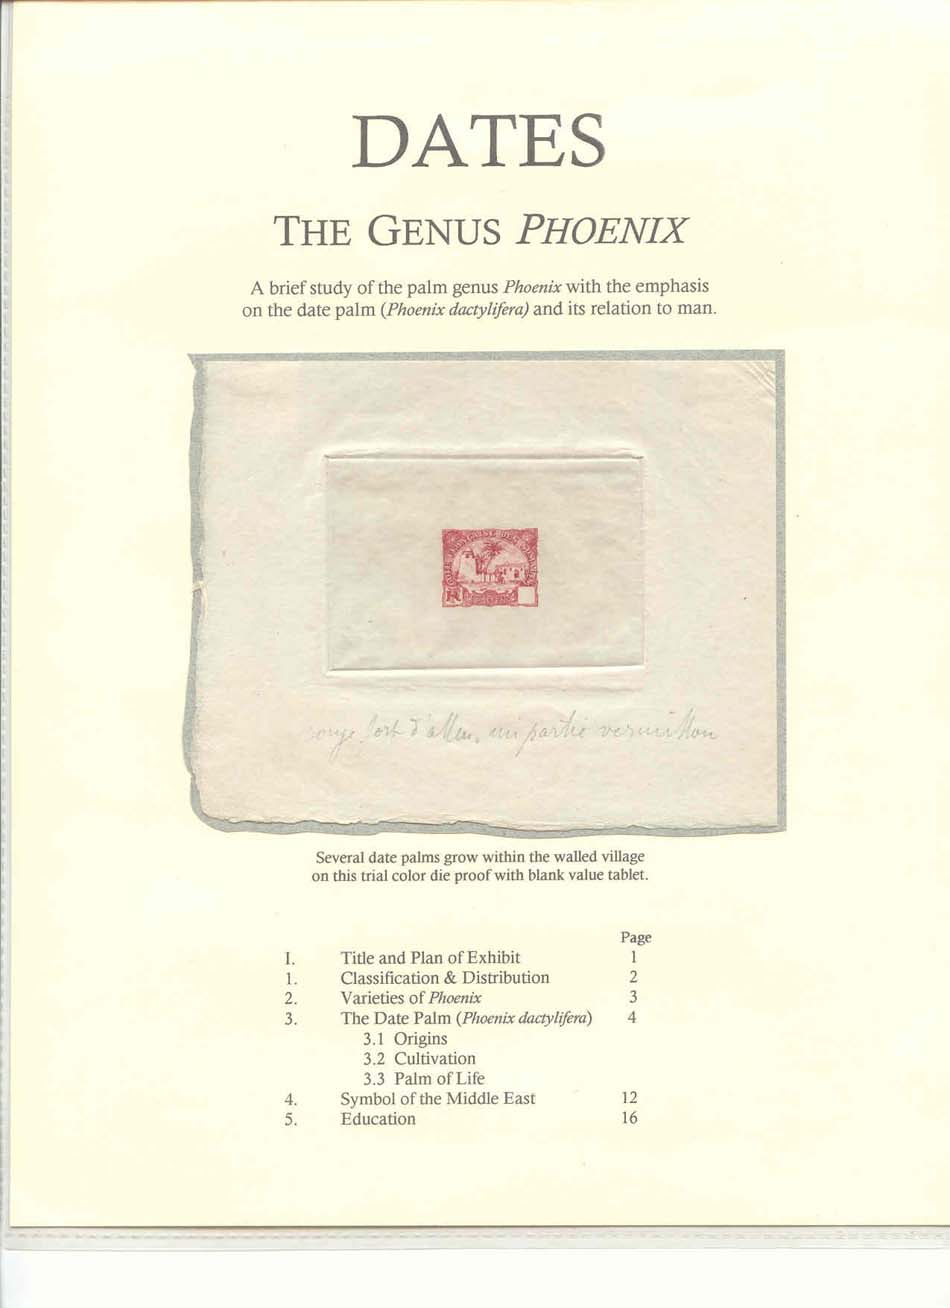 DATES
THE GENUS PHOENIX
A brief study of the palm genus Phoenix with the emphasis
on the date palm (Phoenix dactylifera) and its relation to man.
rouge fort d'allem. mi partie vermillon
Several date palms grow within the walled village
on this trial color die proof with blank value tablet.
Page
I. Title and Plan of Exhibit 1
1. Classification & Distribution 2
2. Varieties of Phoenix 3
3. The Date Palm (Phoenix dactylifera) 4
3.1 Origins
3.2 Cultivation
3.3 Palm of Life
4. Symbol of the Middle East 12
5. Education 16